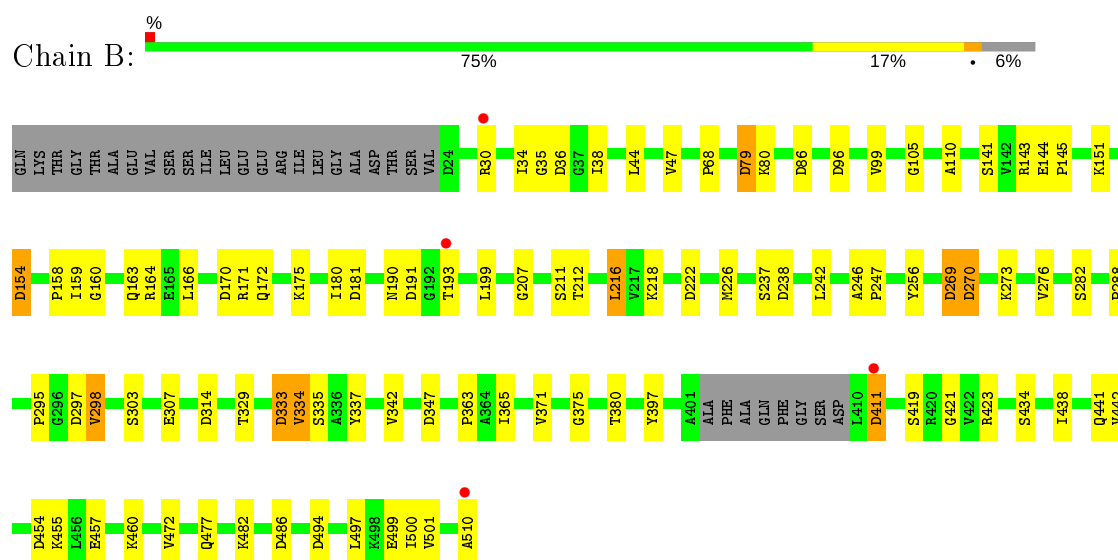 %
Chain B:
75% 17% • 6%
GLN LYS THR GLY THR ALA GLU VAL SER SER ILE LEU GLU GLU ARG ILE LEU GLY ALA ASP THR SER VAL D24 R30 I34 G35 D36 G37 I38 L44 V47 P68 D79 K80 D86 D96 V99 G105 A110 S141 V142 R143 E144 P145 K151
D154 P158 I159 G160 Q163 R164 E165 L166 D170 R171 Q172 K175 I180 D181 N190 D191 G192 T193 L199 G207 S211 T212 L216 V217 K218 D222 M226 S237 D238 L242 A246 P247 Y256 D269 D270 K273 V276 S282
P295 G296 D297 V298 S303 E307 D314 T329 D333 V334 S335 A336 Y337 V342 D347 P363 A364 I365 V371 G375 T380 Y397 A401 ALA PHE ALA GLN PHE GLY SER ASP L410 D411 S419 R420 G421 V422 R423 S434 I438 Q441
D454 K455 L456 E457 K460 V472 Q477 K482 D486 D494 L497 K498 E499 I500 V501 A510